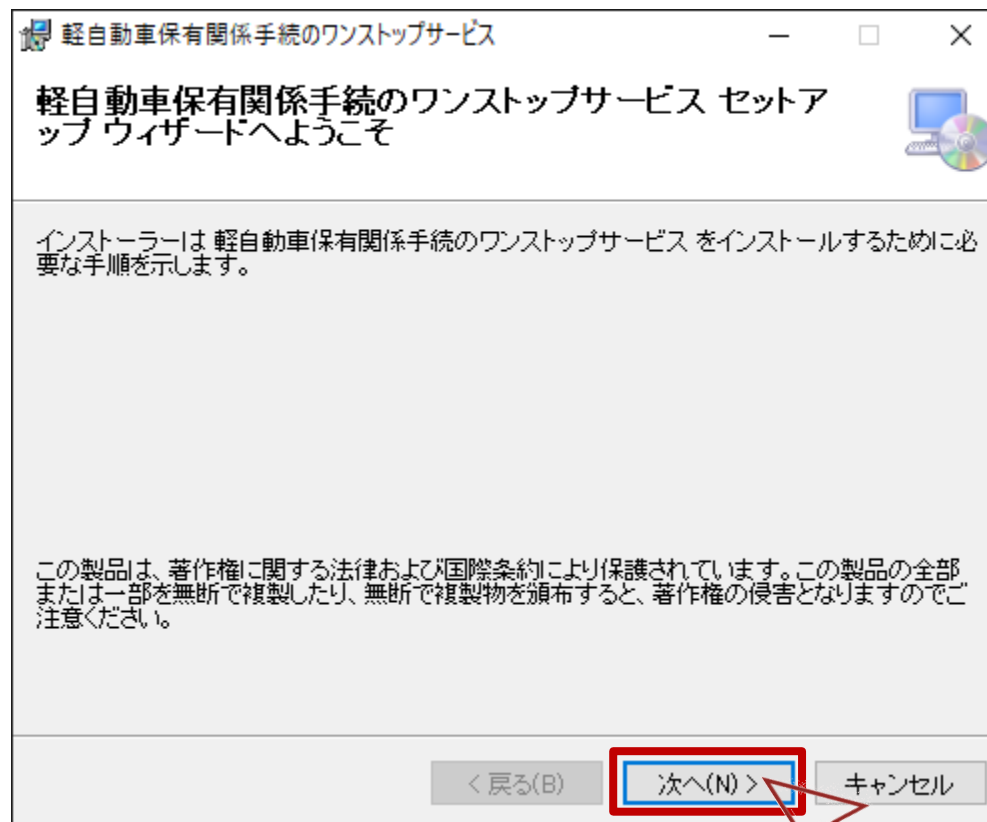 軽自動車保有関係手続のワンストップサービス
軽自動車保有関係手続のワンストップサービス セットア
ップ ウィザードへようこそ
インストーラーは 軽自動車保有関係手続のワンストップサービス をインストールするために必
要な手順を示します。
この製品は、著作権に関する法律および国際条約により保護されています。この製品の全部
または一部を無断で複製したり、無断で複製物を頒布すると、著作権の侵害となりますのでご
注意ください。
< 戻る(B)
次へ(N) >
キャンセル